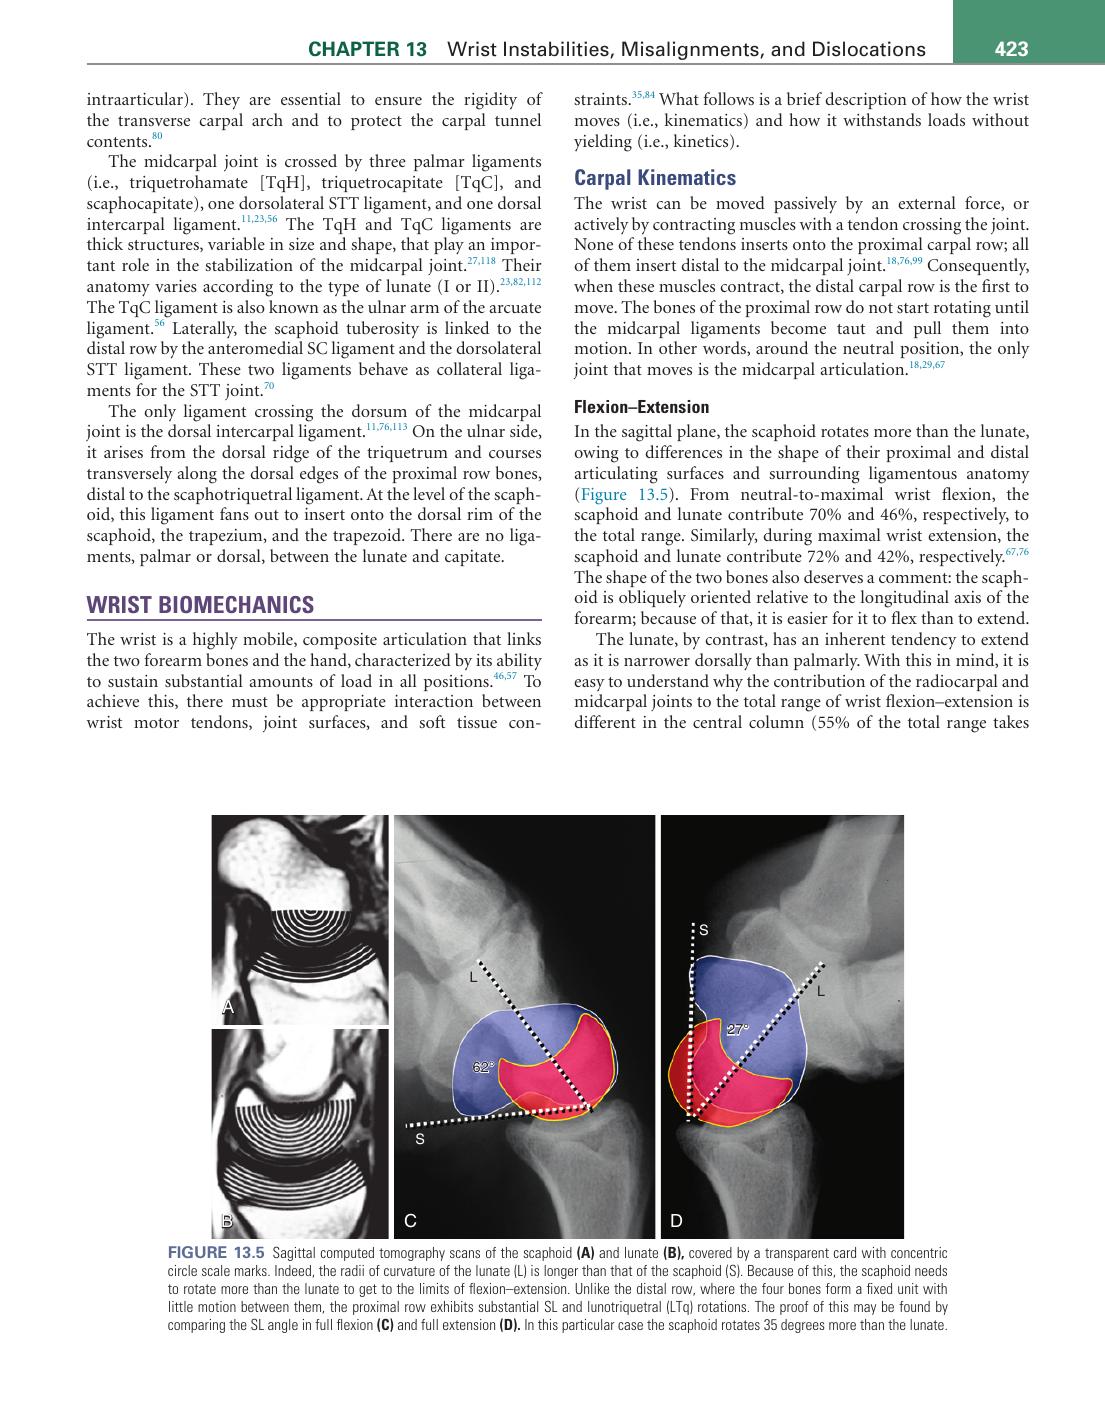 CHAPTER 13 Wrist Instabilities, Misalignments, and Dislocations 423
intraarticular). They are essential to ensure the rigidity of
the transverse carpal arch and to protect the carpal tunnel
contents.80
The midcarpal joint is crossed by three palmar ligaments
(i.e., triquetrohamate [TqH], triquetrocapitate [TqC], and
scaphocapitate), one dorsolateral STT ligament, and one dorsal
intercarpal ligament.11,23,56 The TqH and TqC ligaments are
thick structures, variable in size and shape, that play an impor-
tant role in the stabilization of the midcarpal joint.27,118 Their
anatomy varies according to the type of lunate (I or II).23,82,112
The TqC ligament is also known as the ulnar arm of the arcuate
ligament.56 Laterally, the scaphoid tuberosity is linked to the
distal row by the anteromedial SC ligament and the dorsolateral
STT ligament. These two ligaments behave as collateral liga-
ments for the STT joint.70
The only ligament crossing the dorsum of the midcarpal
joint is the dorsal intercarpal ligament.11,76,113 On the ulnar side,
it arises from the dorsal ridge of the triquetrum and courses
transversely along the dorsal edges of the proximal row bones,
distal to the scaphotriquetral ligament. At the level of the scaph-
oid, this ligament fans out to insert onto the dorsal rim of the
scaphoid, the trapezium, and the trapezoid. There are no liga-
ments, palmar or dorsal, between the lunate and capitate.
WRIST BIOMECHANICS
The wrist is a highly mobile, composite articulation that links
the two forearm bones and the hand, characterized by its ability
to sustain substantial amounts of load in all positions.46,57 To
achieve this, there must be appropriate interaction between
wrist motor tendons, joint surfaces, and soft tissue con-
straints.35,84 What follows is a brief description of how the wrist
moves (i.e., kinematics) and how it withstands loads without
yielding (i.e., kinetics).
Carpal Kinematics
The wrist can be moved passively by an external force, or
actively by contracting muscles with a tendon crossing the joint.
None of these tendons inserts onto the proximal carpal row; all
of them insert distal to the midcarpal joint.18,76,99 Consequently,
when these muscles contract, the distal carpal row is the first to
move. The bones of the proximal row do not start rotating until
the midcarpal ligaments become taut and pull them into
motion. In other words, around the neutral position, the only
joint that moves is the midcarpal articulation.18,29,67
Flexion–Extension
In the sagittal plane, the scaphoid rotates more than the lunate,
owing to differences in the shape of their proximal and distal
articulating surfaces and surrounding ligamentous anatomy
(Figure 13.5). From neutral-to-maximal wrist flexion, the
scaphoid and lunate contribute 70% and 46%, respectively, to
the total range. Similarly, during maximal wrist extension, the
scaphoid and lunate contribute 72% and 42%, respectively.67,76
The shape of the two bones also deserves a comment: the scaph-
oid is obliquely oriented relative to the longitudinal axis of the
forearm; because of that, it is easier for it to flex than to extend.
The lunate, by contrast, has an inherent tendency to extend
as it is narrower dorsally than palmarly. With this in mind, it is
easy to understand why the contribution of the radiocarpal and
midcarpal joints to the total range of wrist flexion–extension is
different in the central column (55% of the total range takes
A
B
L
62°
S
C
S
L
27°
D
FIGURE 13.5 Sagittal computed tomography scans of the scaphoid (A) and lunate (B), covered by a transparent card with concentric
circle scale marks. Indeed, the radii of curvature of the lunate (L) is longer than that of the scaphoid (S). Because of this, the scaphoid needs
to rotate more than the lunate to get to the limits of flexion–extension. Unlike the distal row, where the four bones form a fixed unit with
little motion between them, the proximal row exhibits substantial SL and lunotriquetral (LTq) rotations. The proof of this may be found by
comparing the SL angle in full flexion (C) and full extension (D). In this particular case the scaphoid rotates 35 degrees more than the lunate.